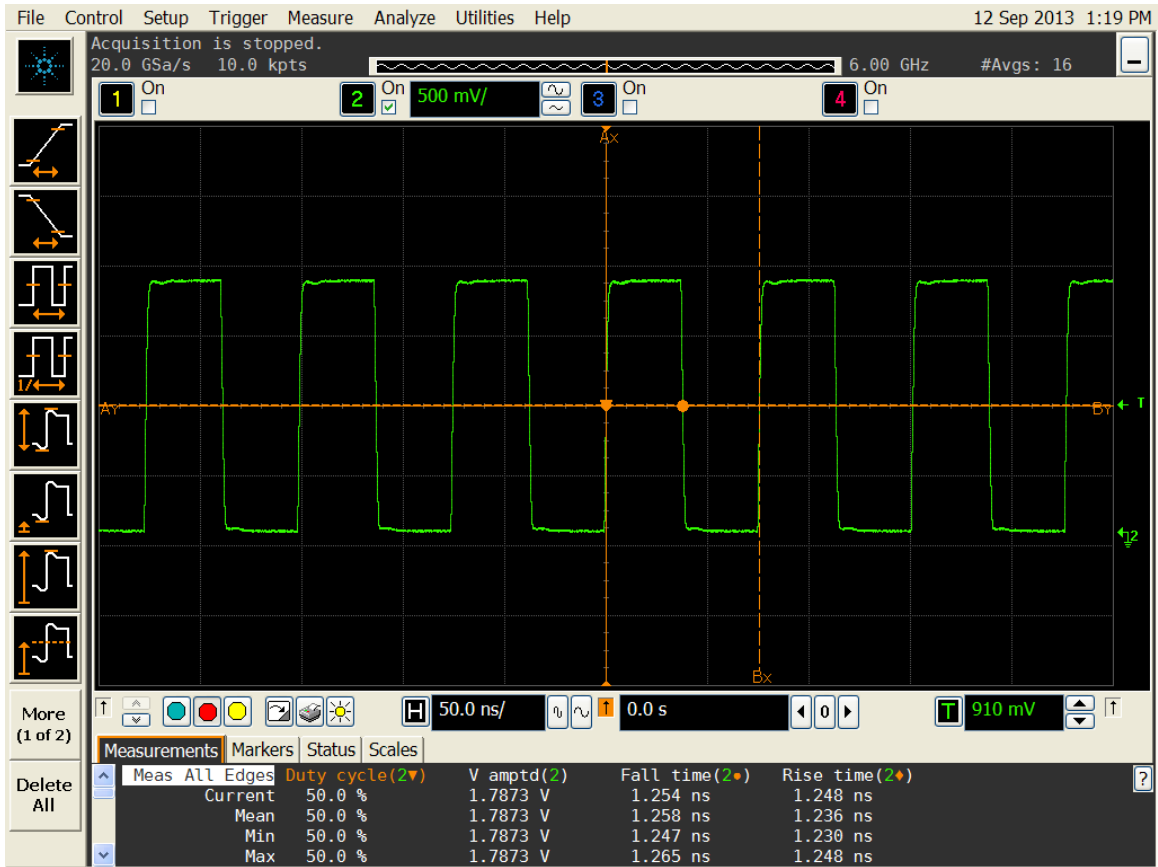 File Control Setup Trigger Measure Analyze Utilities Help 12 Sep 2013 1:19 PM
Acquisition is stopped.
20.0 GSa/s 10.0 kpts 6.00 GHz #Avgs: 16
1 On 2 On 500 mV/ 3 On 4 On
Ax
AY BY T
1/
2
Bx
More
(1 of 2)
Delete
All
H 50.0 ns/ 0.0 s 0 T 910 mV
Measurements Markers Status Scales
Meas All Edges Duty cycle(2▼) V amptd(2) Fall time(2●) Rise time(2♦) ?
Current 50.0 % 1.7873 V 1.254 ns 1.248 ns
Mean 50.0 % 1.7873 V 1.258 ns 1.236 ns
Min 50.0 % 1.7873 V 1.247 ns 1.230 ns
Max 50.0 % 1.7873 V 1.265 ns 1.248 ns